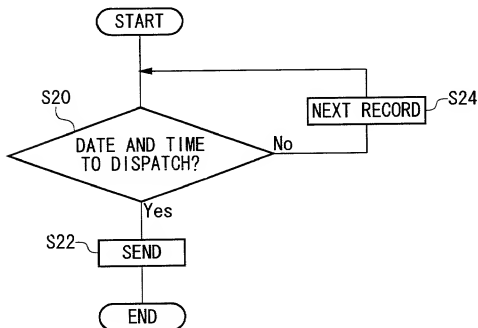 START
S20
NEXT RECORD
S24
DATE AND TIME
TO DISPATCH?
No
Yes
S22
SEND
END